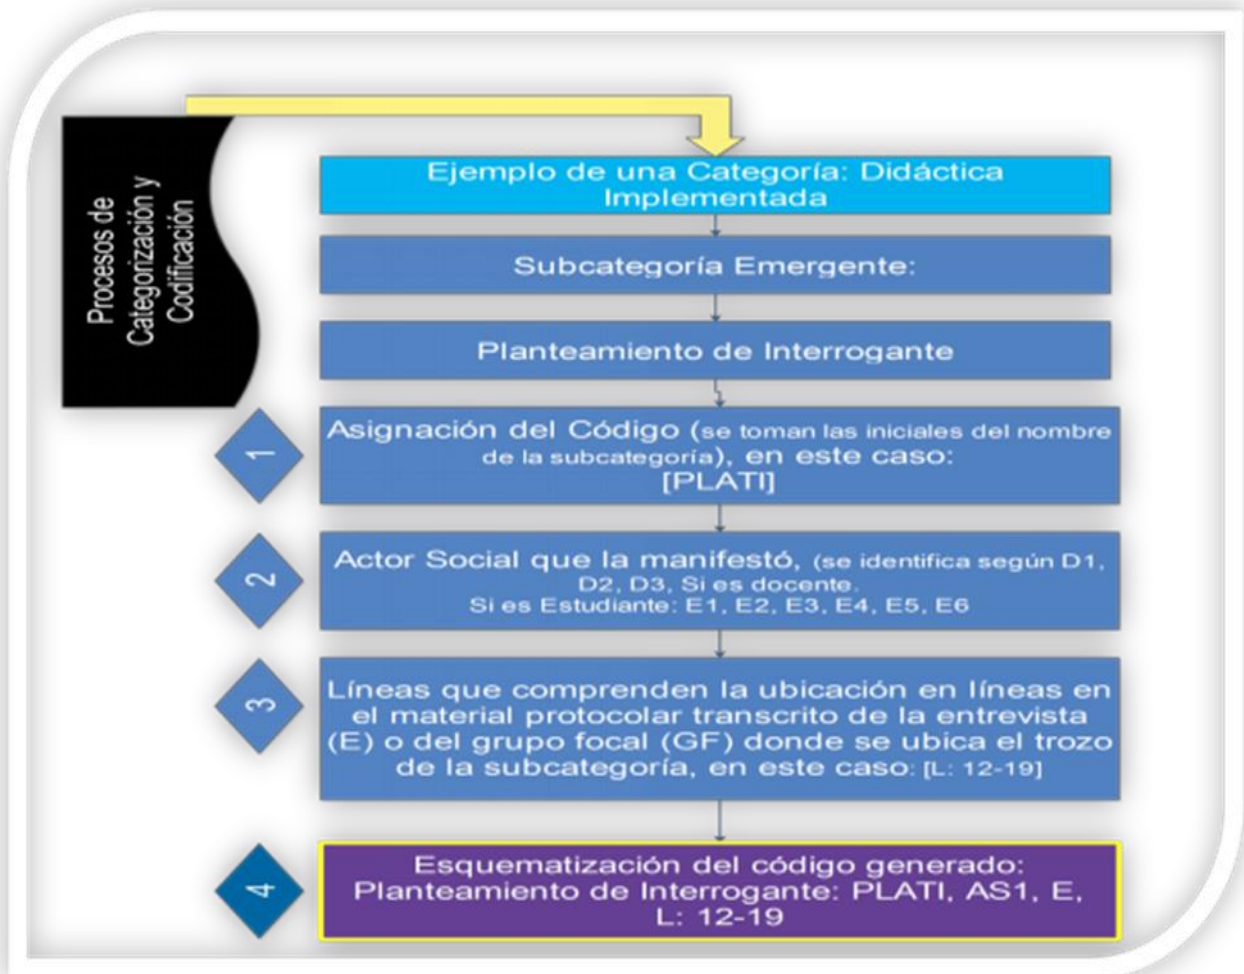 Procesos de
Categorización y
Codificación
Ejemplo de una Categoría: Didáctica
Implementada
Subcategoría Emergente:
Planteamiento de Interrogante
1
Asignación del Código (se toman las iniciales del nombre
de la subcategoría), en este caso:
[PLATI]
2
Actor Social que la manifestó, (se identifica según D1,
D2, D3, Si es docente.
Si es Estudiante: E1, E2, E3, E4, E5, E6
3
Líneas que comprenden la ubicación en líneas en
el material protocolar transcrito de la entrevista
(E) o del grupo focal (GF) donde se ubica el trozo
de la subcategoría, en este caso: [L: 12-19]
4
Esquematización del código generado:
Planteamiento de Interrogante: PLATI, AS1, E,
L: 12-19